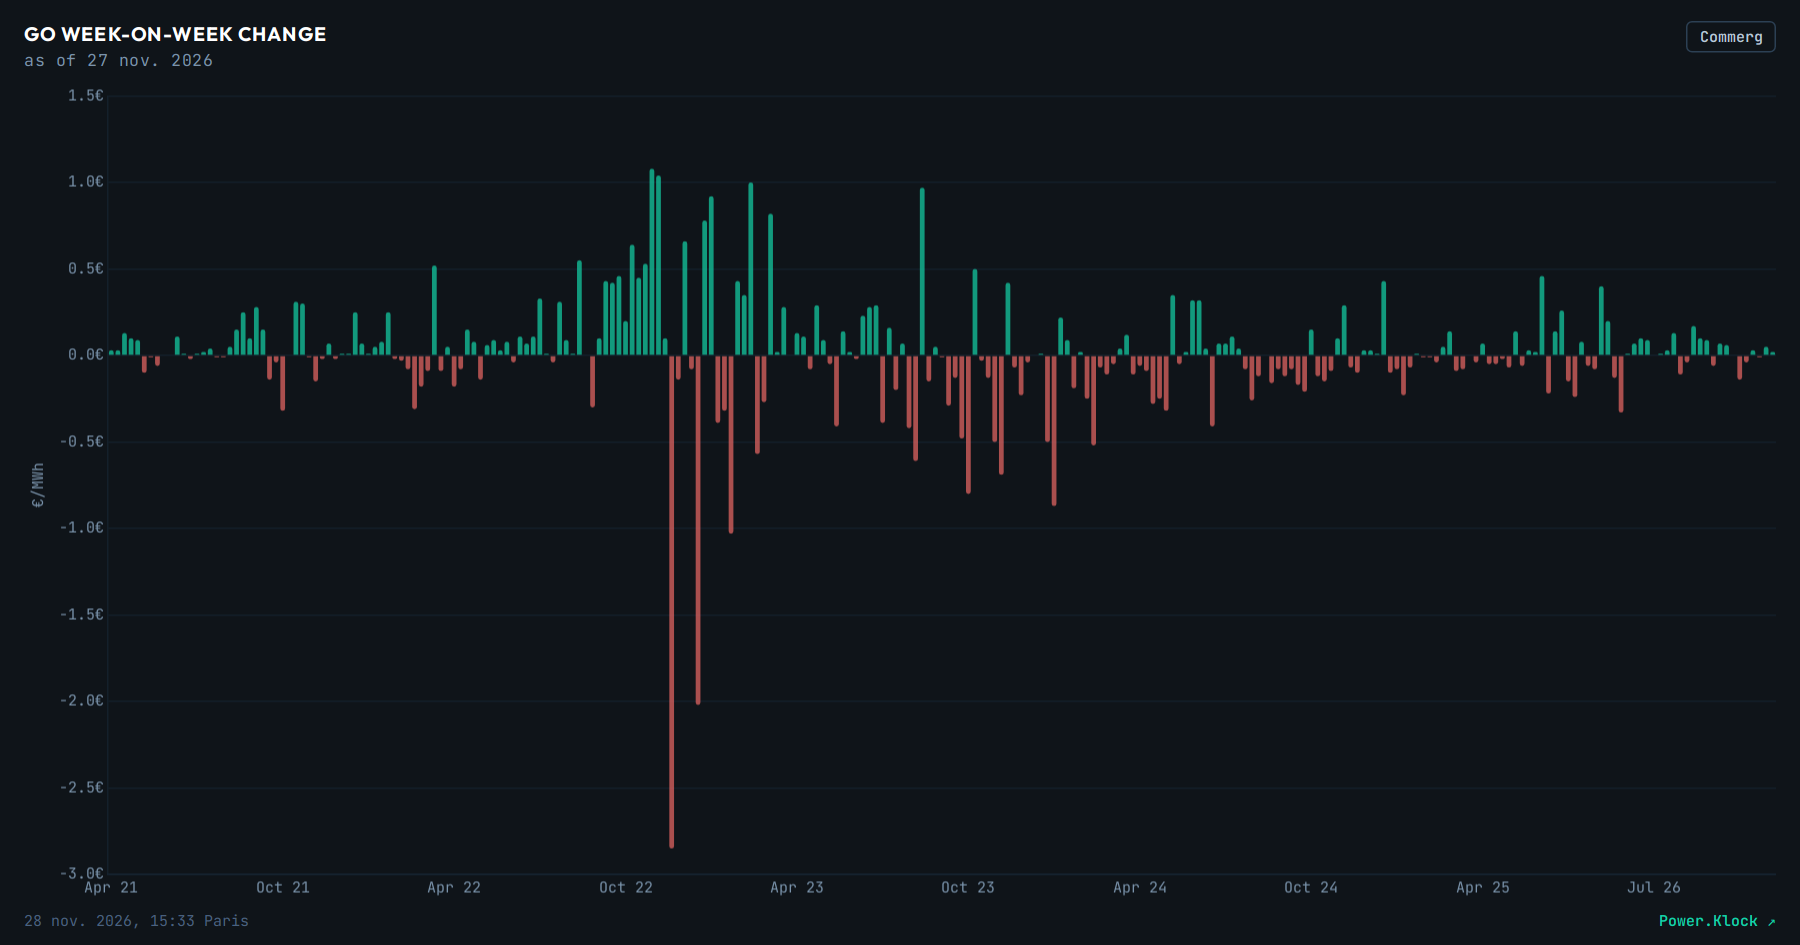 GO WEEK-ON-WEEK CHANGE
as of 27 nov. 2026
Commerg
1.5€
1.0€
0.5€
0.0€
-0.5€
-1.0€
-1.5€
-2.0€
-2.5€
-3.0€
€/MWh
Apr 21 Oct 21 Apr 22 Oct 22 Apr 23 Oct 23 Apr 24 Oct 24 Apr 25 Jul 26
28 nov. 2026, 15:33 Paris
Power.Klock ↗